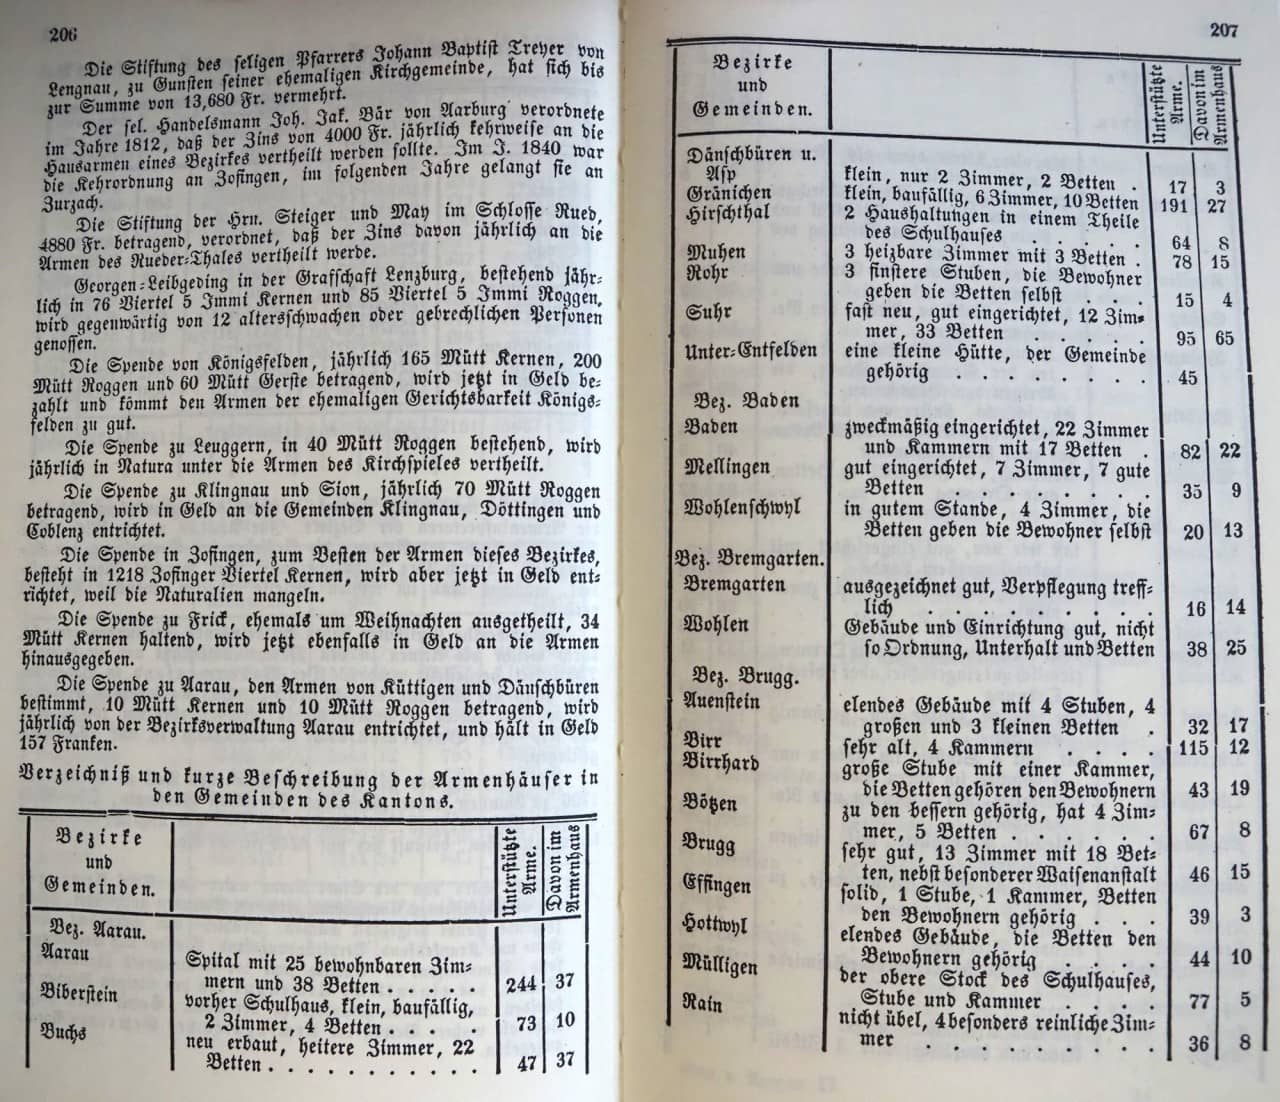 206
Die Stiftung des seligen Pfarrers Johann Baptist Treyer von
Lengnau, zu Gunsten seiner ehemaligen Kirchgemeinde, hat sich bis
zur Summe von 13,680 Fr. vermehrt.
Der sel. Handelsmann Joh. Jak. Bär von Aarburg verordnete
im Jahre 1812, daß der Zins von 4000 Fr. jährlich kehrweise an die
Hausarmen eines Bezirkes vertheilt werden sollte. Im J. 1840 war
die Kehrordnung an Zofingen, im folgenden Jahre gelangt sie an
Zurzach.
Die Stiftung der Hrn. Steiger und May im Schlosse Rued,
4880 Fr. betragend, verordnet, daß der Zins davon jährlich an die
Armen des Rueder-Thales vertheilt werde.
Georgen-Leibgeding in der Graffschaft Lenzburg, bestehend jähr-
lich in 76 Viertel 5 Immi Kernen und 85 Viertel 5 Immi Roggen,
wird gegenwärtig von 12 altersschwachen oder gebrechlichen Personen
genossen.
Die Spende von Königsfelden, jährlich 165 Mütt Kernen, 200
Mütt Roggen und 60 Mütt Gerste betragend, wird jetzt in Geld be-
zahlt und kömmt den Armen der ehemaligen Gerichtsbarkeit Königs-
felden zu gut.
Die Spende zu Leuggern, in 40 Mütt Roggen bestehend, wird
jährlich in Natura unter die Armen des Kirchspieles vertheilt.
Die Spende zu Klingnau und Sion, jährlich 70 Mütt Roggen
betragend, wird in Geld an die Gemeinden Klingnau, Döttingen und
Coblenz entrichtet.
Die Spende in Zofingen, zum Besten der Armen dieses Bezirkes,
besteht in 1218 Zofinger Viertel Kernen, wird aber jetzt in Geld ent-
richtet, weil die Naturalien mangeln.
Die Spende zu Frick, ehemals um Weihnachten ausgetheilt, 34
Mütt Kernen haltend, wird jetzt ebenfalls in Geld an die Armen
hinausgegeben.
Die Spende zu Aarau, den Armen von Küttigen und Dänschbüren
bestimmt, 10 Mütt Kernen und 10 Mütt Roggen betragend, wird
jährlich von der Bezirksverwaltung Aarau entrichtet, und hält in Geld
157 Franken.
Verzeichniß und kurze Beschreibung der Armenhäuser in
den Gemeinden des Kantons.
Bezirke
und
Gemeinden.
Unterstützte
Arme.
Davon im
Armenhaus
Bez. Aarau.
Aarau
Spital mit 25 bewohnbaren Zim-
mern und 38 Betten . . . . . 244 37
Biberstein
vorher Schulhaus, klein, baufällig,
2 Zimmer, 4 Betten . . . . 73 10
Buchs
neu erbaut, heitere Zimmer, 22
Betten . . . . . . . . . . . 47 37
207
Bezirke
und
Gemeinden.
Unterstützte
Arme.
Davon im
Armenhaus
Dänschbüren u.
Asp klein, nur 2 Zimmer, 2 Betten . 17 3
Gränichen klein, baufällig, 6 Zimmer, 10 Betten 191 27
Hirschthal 2 Haushaltungen in einem Theile
des Schulhauses . . . . . 64 8
Muhen 3 heizbare Zimmer mit 3 Betten . 78 15
Rohr 3 finstere Stuben, die Bewohner
geben die Betten selbst . . . 15 4
Suhr fast neu, gut eingerichtet, 12 Zim-
mer, 33 Betten . . . . . 95 65
Unter-Entfelden eine kleine Hütte, der Gemeinde
gehörig . . . . . . . . 45
Bez. Baden
Baden zweckmäßig eingerichtet, 22 Zimmer
und Kammern mit 17 Betten . 82 22
Mellingen gut eingerichtet, 7 Zimmer, 7 gute
Betten . . . . . . . . 35 9
Wohlenschwyl in gutem Stande, 4 Zimmer, die
Betten geben die Bewohner selbst 20 13
Bez. Bremgarten.
Bremgarten ausgezeichnet gut, Verpflegung treff-
lich . . . . . . . . . 16 14
Wohlen Gebäude und Einrichtung gut, nicht
so Ordnung, Unterhalt und Betten 38 25
Bez. Brugg.
Auenstein elendes Gebäude mit 4 Stuben, 4
großen und 3 kleinen Betten . 32 17
Birr sehr alt, 4 Kammern . . . . 115 12
Birrhard große Stube mit einer Kammer,
die Betten gehören den Bewohnern 43 19
Bötzen zu den bessern gehörig, hat 4 Zim-
mer, 5 Betten . . . . . . 67 8
Brugg sehr gut, 13 Zimmer mit 18 Bet-
ten, nebst besonderer Waisenanstalt 46 15
Effingen solid, 1 Stube, 1 Kammer, Betten
den Bewohnern gehörig . . . 39 3
Hottwyl elendes Gebäude, die Betten den
Bewohnern gehörig . . . . 44 10
Mülligen der obere Stock des Schulhauses,
Stube und Kammer . . . . 77 5
Rain nicht übel, 4 besonders reinliche Zim-
mer . . . . . . . . . 36 8